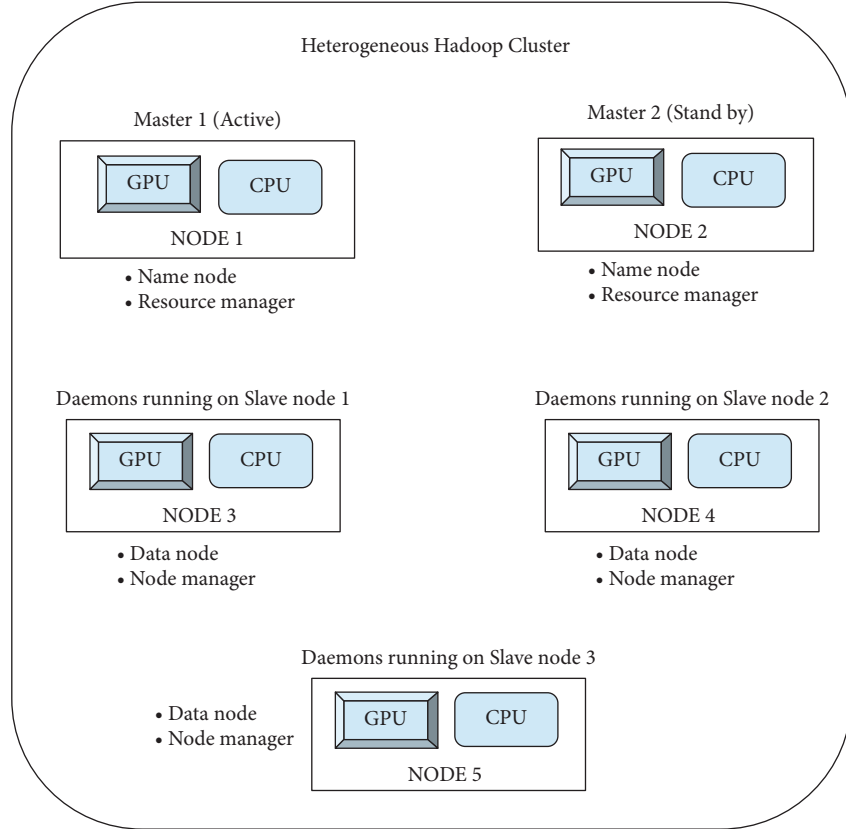 Heterogeneous Hadoop Cluster
Master 1 (Active)
GPU
CPU
NODE 1
• Name node
• Resource manager
Master 2 (Stand by)
GPU
CPU
NODE 2
• Name node
• Resource manager
Daemons running on Slave node 1
GPU
CPU
NODE 3
• Data node
• Node manager
Daemons running on Slave node 2
GPU
CPU
NODE 4
• Data node
• Node manager
Daemons running on Slave node 3
• Data node
• Node manager
GPU
CPU
NODE 5